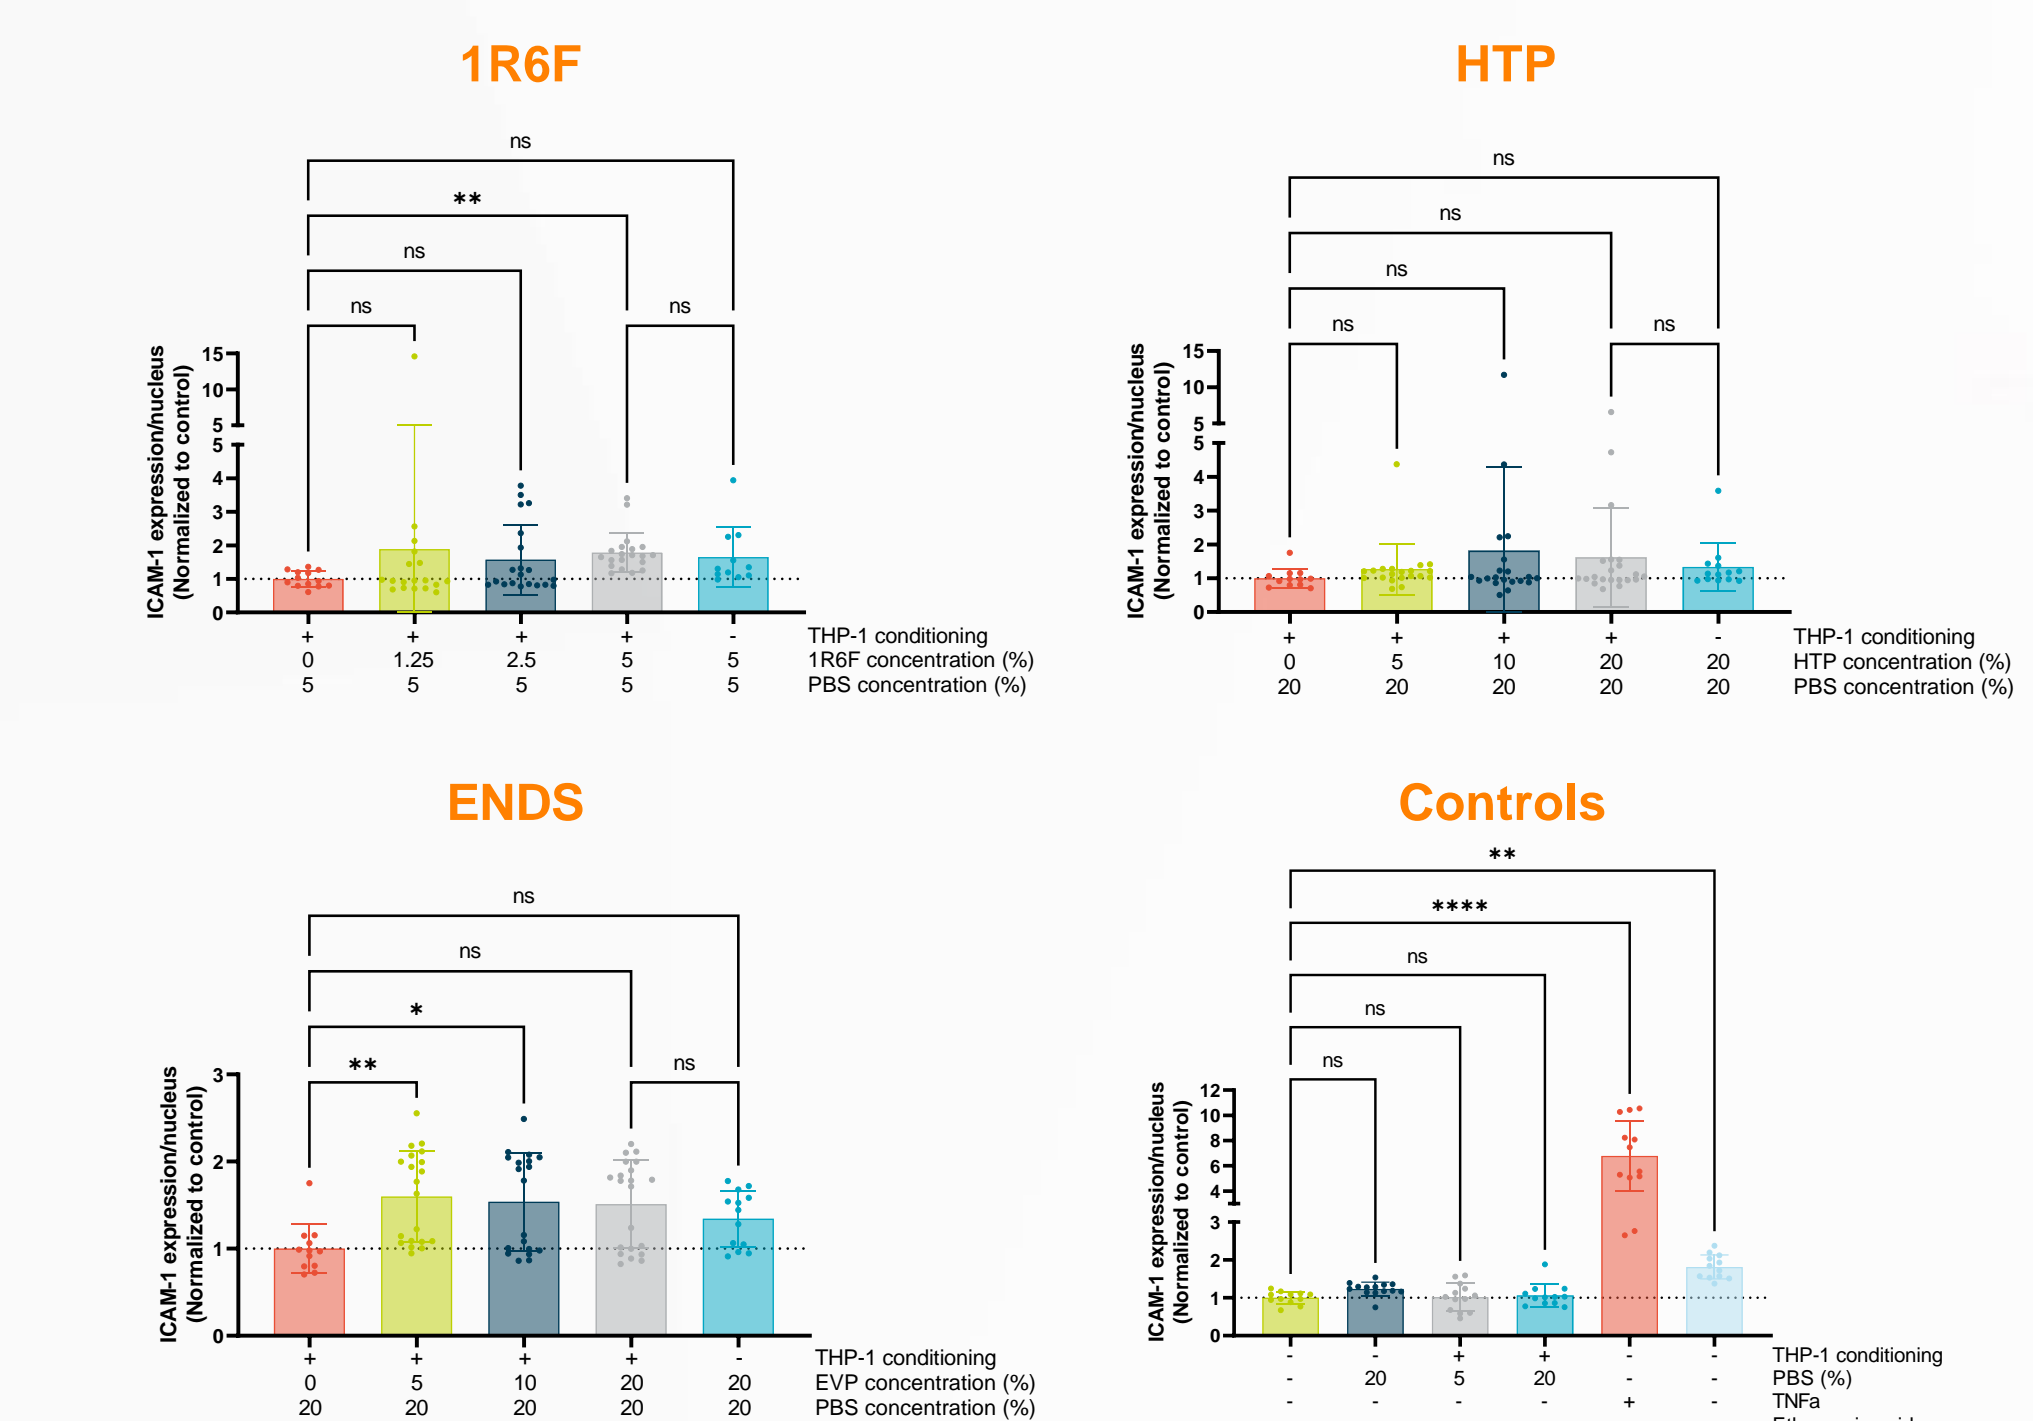 1R6F
ns
**
ns
ns
ns
ICAM-1 expression/nucleus
(Normalized to control)
15
10
5
5
4
3
2
1
0
+ + + + - THP-1 conditioning
0 1.25 2.5 5 5 1R6F concentration (%)
5 5 5 5 5 PBS concentration (%)
HTP
ns
ns
ns
ns
ns
ICAM-1 expression/nucleus
(Normalized to control)
15
10
5
5
4
3
2
1
0
+ + + + - THP-1 conditioning
0 5 10 20 20 HTP concentration (%)
20 20 20 20 20 PBS concentration (%)
ENDS
ns
ns
*
**
ns
ICAM-1 expression/nucleus
(Normalized to control)
3
2
1
0
+ + + + - THP-1 conditioning
0 5 10 20 20 EVP concentration (%)
20 20 20 20 20 PBS concentration (%)
Controls
**
****
ns
ns
ns
ICAM-1 expression/nucleus
(Normalized to control)
12
10
8
6
4
3
2
1
0
- - + + - - THP-1 conditioning
- 20 5 20 - - PBS (%)
- - - - + - TNFa